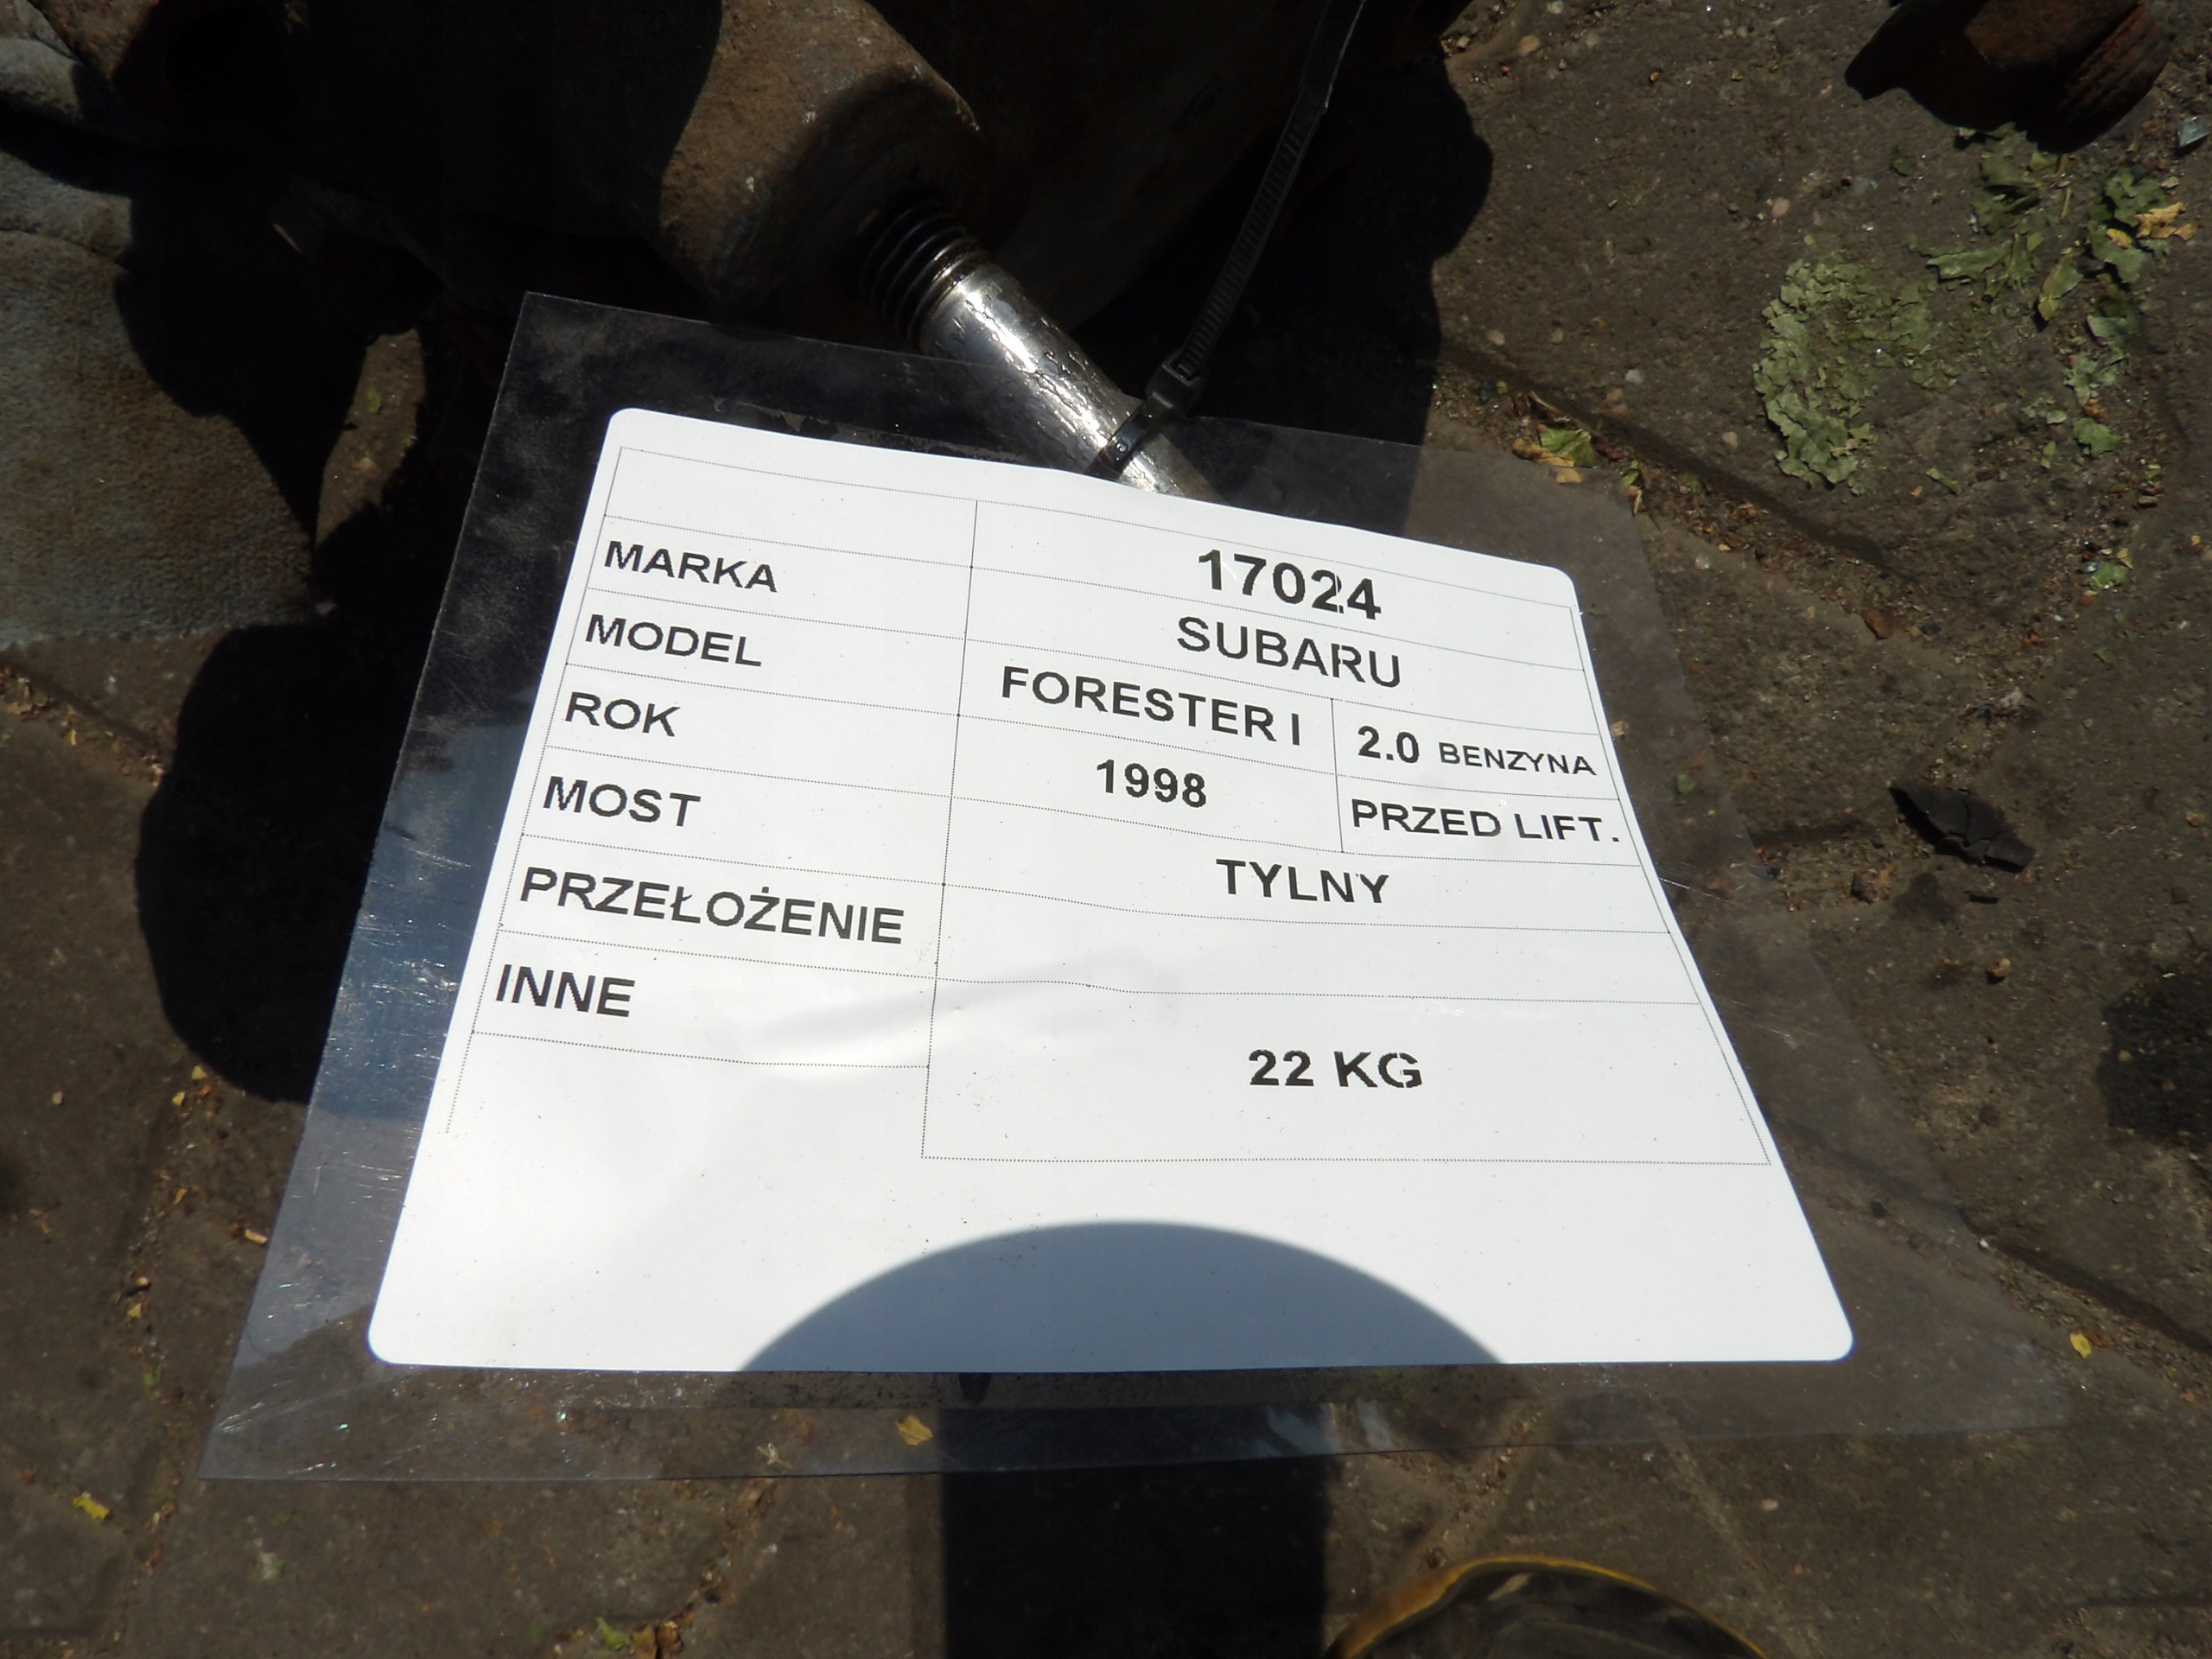 17024
MARKA SUBARU
MODEL FORESTER I 2.0 BENZYNA
ROK 1998 PRZED LIFT.
MOST TYLNY
PRZEŁOŻENIE
INNE 22 KG